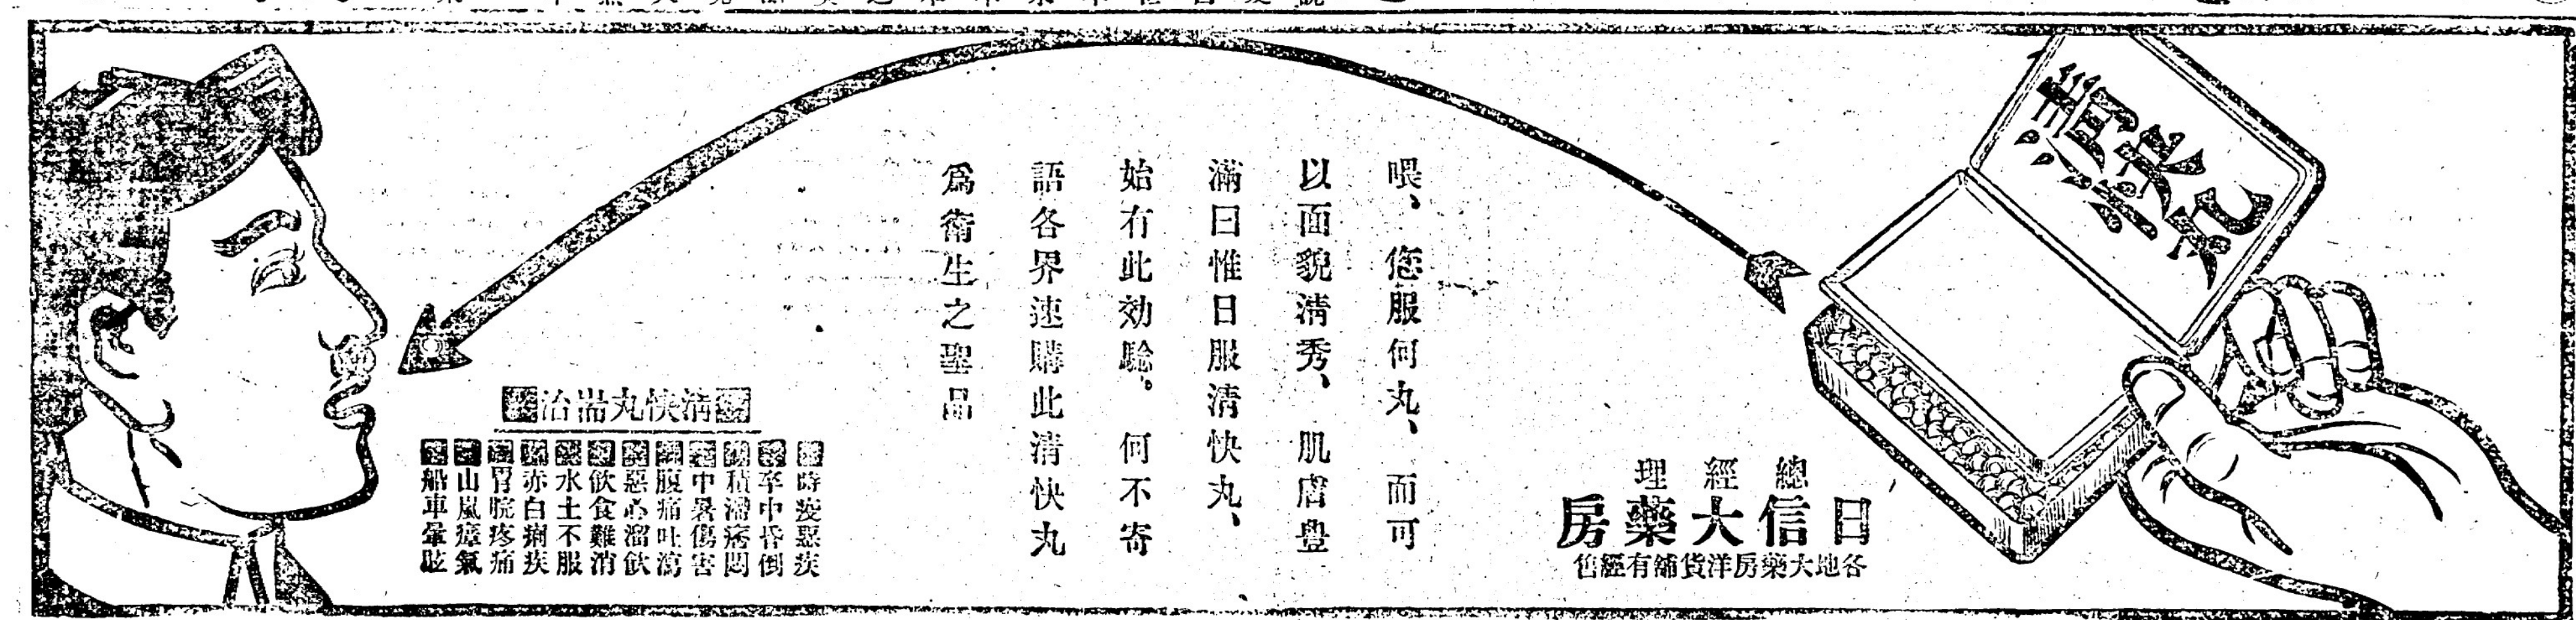 清快丸
喂、您服何丸、而可
以面貌清秀、肌膚豊
滿曰惟日服清快丸、
始有此効驗。何不寄
語各界速購此清快丸
爲衛生之聖品
總經理
日信大藥房
各地大藥房洋貨舖有經售
清快丸耑治
時疫惡疾
卒中昏倒
積滯痞悶
中暑傷害
腹痛吐瀉
惡心溜飲
飲食難消
水土不服
赤白痢疾
胃脘疼痛
山嵐瘴氣
船車暈眩